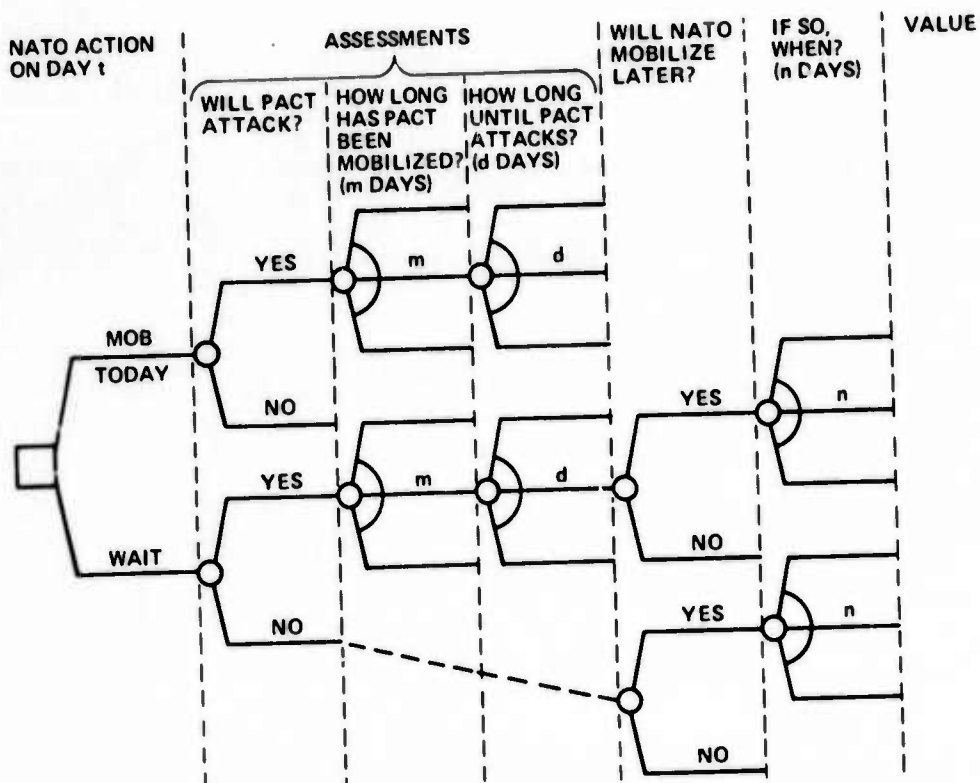 NATO ACTION
ON DAY t
ASSESSMENTS
WILL PACT
ATTACK?
HOW LONG
HAS PACT
BEEN
MOBILIZED?
(m DAYS)
HOW LONG
UNTIL PACT
ATTACKS?
(d DAYS)
WILL NATO
MOBILIZE
LATER?
IF SO,
WHEN?
(n DAYS)
VALUE
YES
m
d
MOB
TODAY
NO
YES
n
YES
m
d
NO
WAIT
NO
YES
n
NO